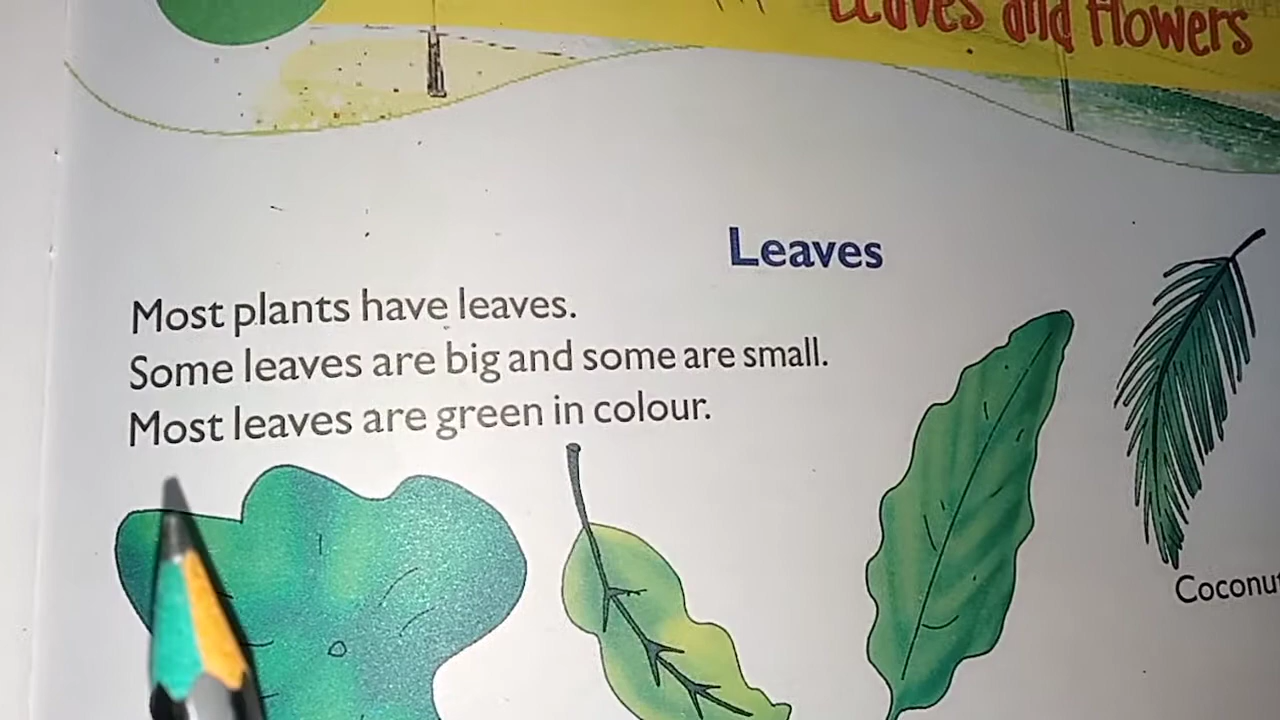 Leaves and Flowers
Leaves
Most plants have leaves.
Some leaves are big and some are small.
Most leaves are green in colour.
Coconut